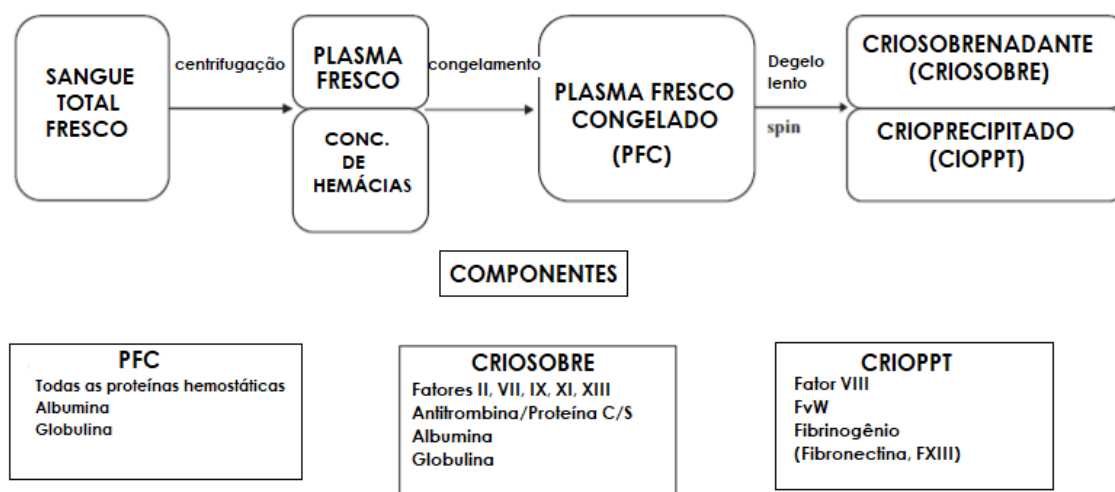 SANGUE
TOTAL
FRESCO
centrifugação
PLASMA
FRESCO
CONC.
DE
HEMÁCIAS
congelamento
PLASMA FRESCO
CONGELADO
(PFC)
Degelo
lento
spin
CRIOSOBRENADANTE
(CRIOSOBRE)
CRIOPRECIPITADO
(CIOPPT)
COMPONENTES
PFC
Todas as proteínas hemostáticas
Albumina
Globulina
CRIOSOBRE
Fatores II, VII, IX, XI, XIII
Antitrombina/Proteína C/S
Albumina
Globulina
CRIOPPT
Fator VIII
FvW
Fibrinogênio
(Fibronectina, FXIII)